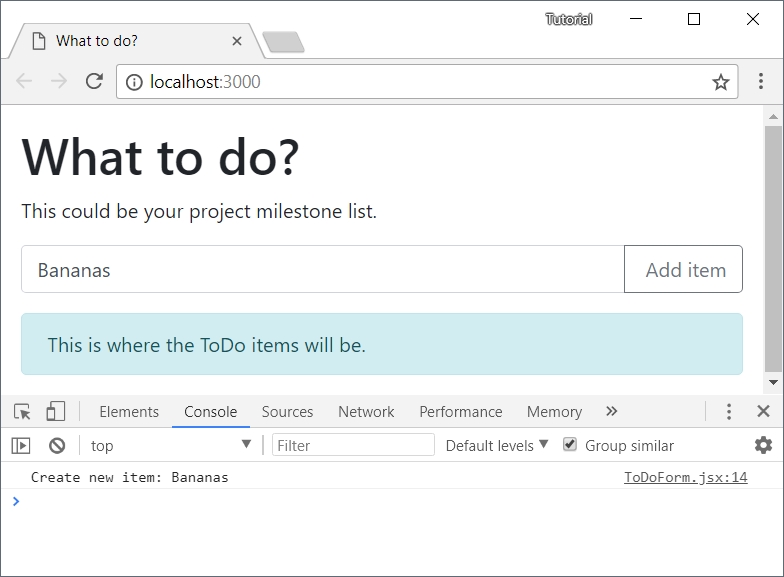 Tutorial
What to do?
localhost:3000
What to do?
This could be your project milestone list.
Bananas
Add item
This is where the ToDo items will be.
Elements Console Sources Network Performance Memory »
top Filter Default levels Group similar
Create new item: Bananas ToDoForm.jsx:14